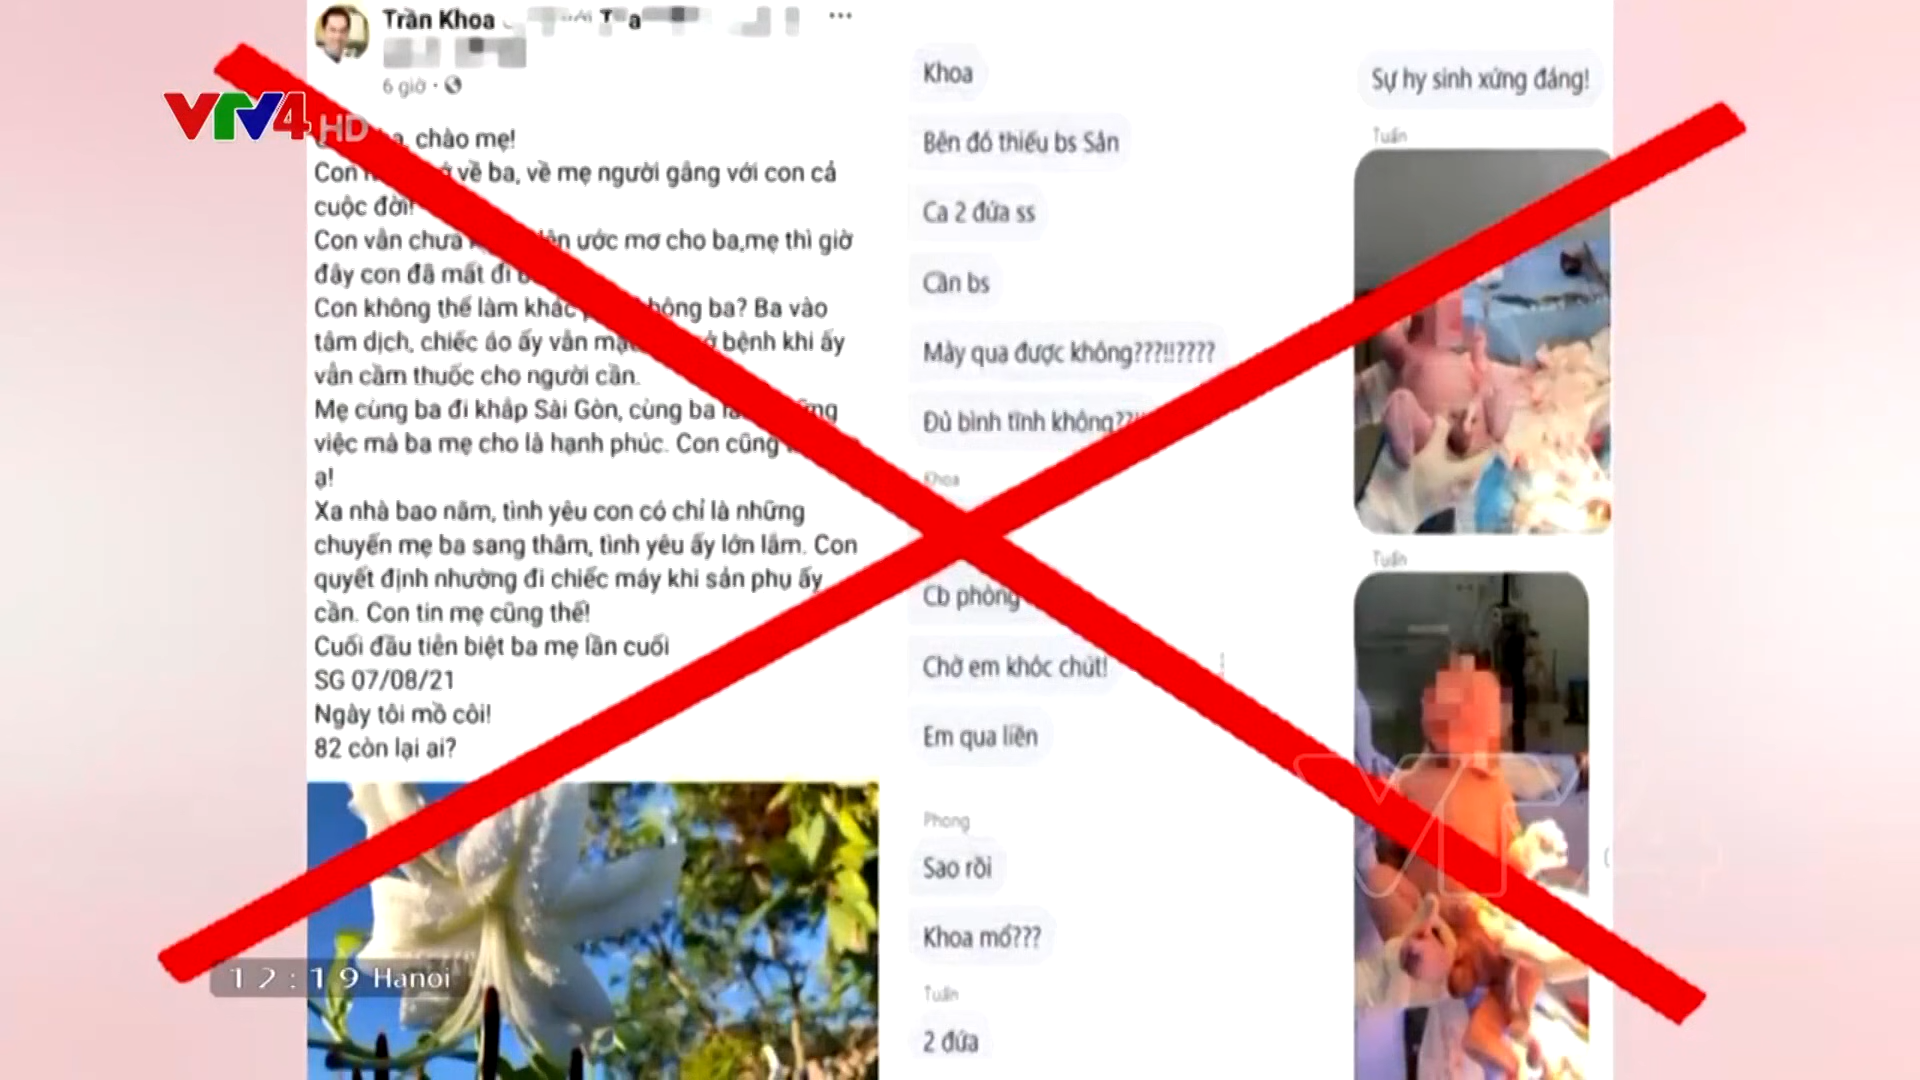 Trần Khoa
6 giờ
VTV4 HD
, chào mẹ!
Con về ba, về mẹ người gắng với con cả
cuộc đời!
Con vẫn chưa ước mơ cho ba,mẹ thì giờ
đây con đã mất đi
Con không thể làm khác không ba? Ba vào
tâm dịch, chiếc áo ấy vẫn bệnh khi ấy
vẫn cầm thuốc cho người cần.
Mẹ cùng ba đi khắp Sài Gòn, cùng ba
việc mà ba mẹ cho là hạnh phúc. Con cũng
ạ!
Xa nhà bao năm, tình yêu con có chỉ là những
chuyến mẹ ba sang thăm, tình yêu ấy lớn lắm. Con
quyết định nhường đi chiếc máy khi sản phụ ấy
cần. Con tin mẹ cũng thế!
Cuối đầu tiễn biệt ba mẹ lần cuối
SG 07/08/21
Ngày tôi mồ côi!
82 còn lại ai?
12:19 Hanoi
Khoa
Bên đó thiếu bs Sản
Ca 2 đứa ss
Cần bs
Mày qua được không???!!????
Đủ bình tĩnh không??
Khoa
Cb phòng
Chờ em khóc chút!
Em qua liền
Phong
Sao rồi
Khoa mổ???
Tuấn
2 đứa
Sự hy sinh xứng đáng!
Tuấn
Tuấn